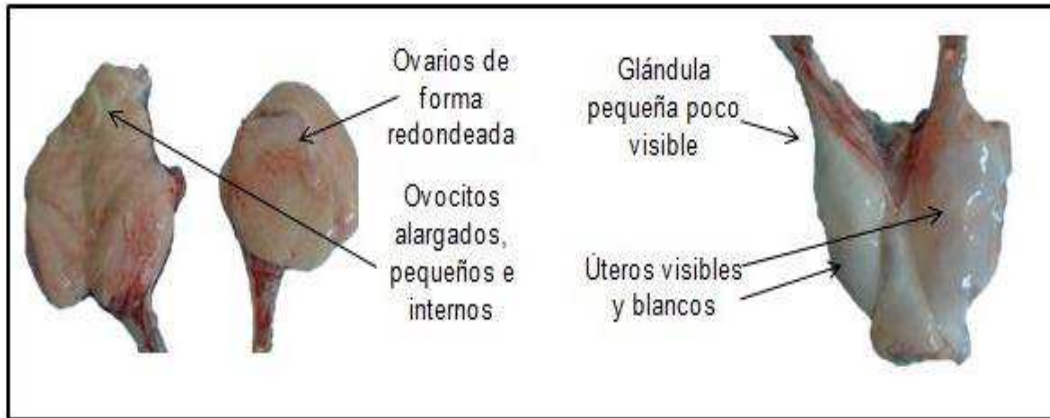 Ovarios de
forma
redondeada
Ovocitos
alargados,
pequeños e
internos
Glándula
pequeña poco
visible
Úteros visibles
y blancos